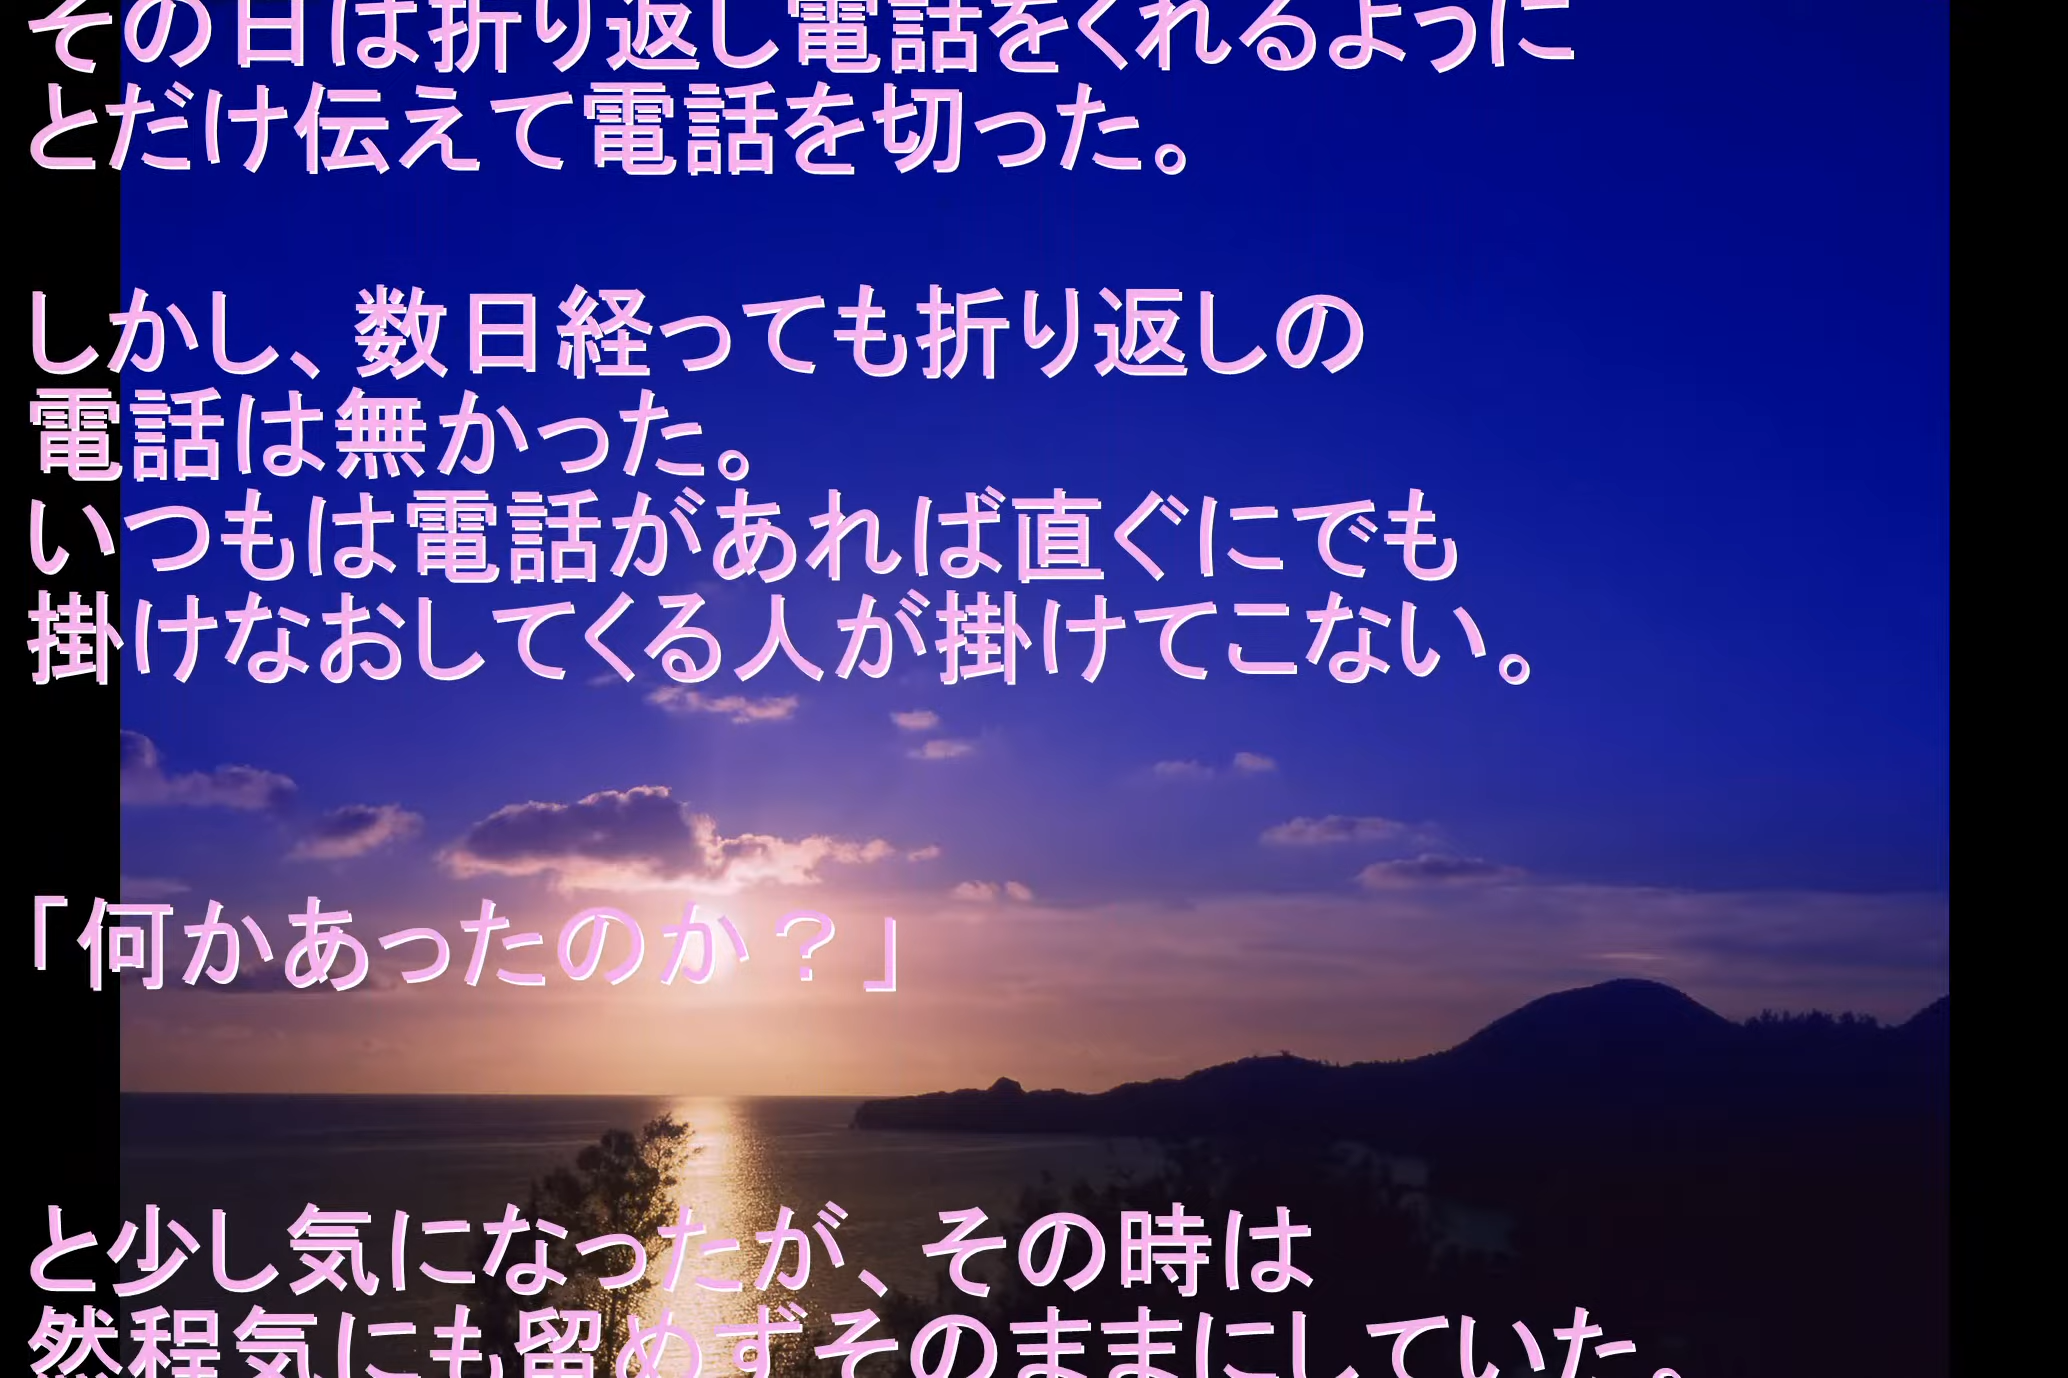 その日は折り返し電話をくれるように
とだけ伝えて電話を切った。
しかし、数日経っても折り返しの
電話は無かった。
いつもは電話があれば直ぐにでも
掛けなおしてくる人が掛けてこない。
「何かあったのか？」
と少し気になったが、その時は
然程気にも留めずそのままにしていた。